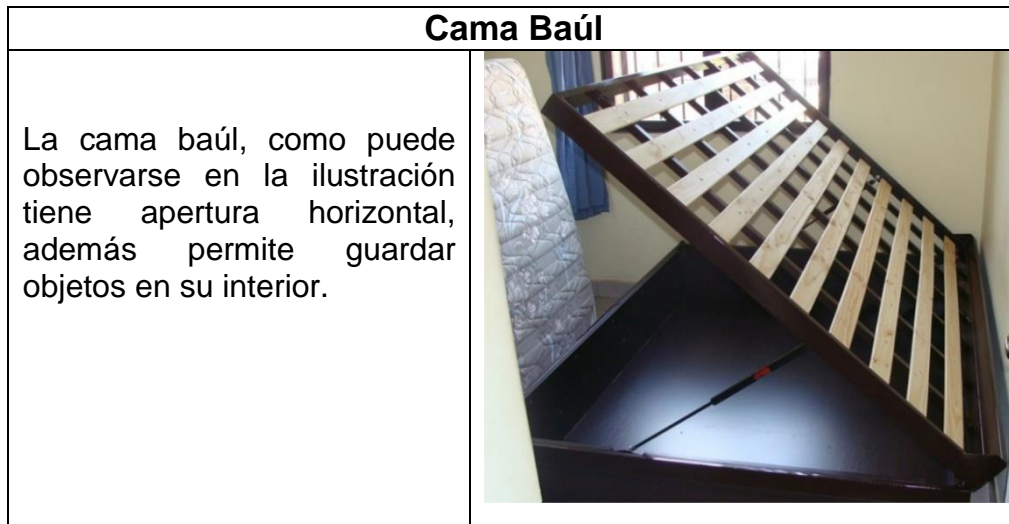 Cama Baúl
La cama baúl, como puede
observarse en la ilustración
tiene apertura horizontal,
además permite guardar
objetos en su interior.